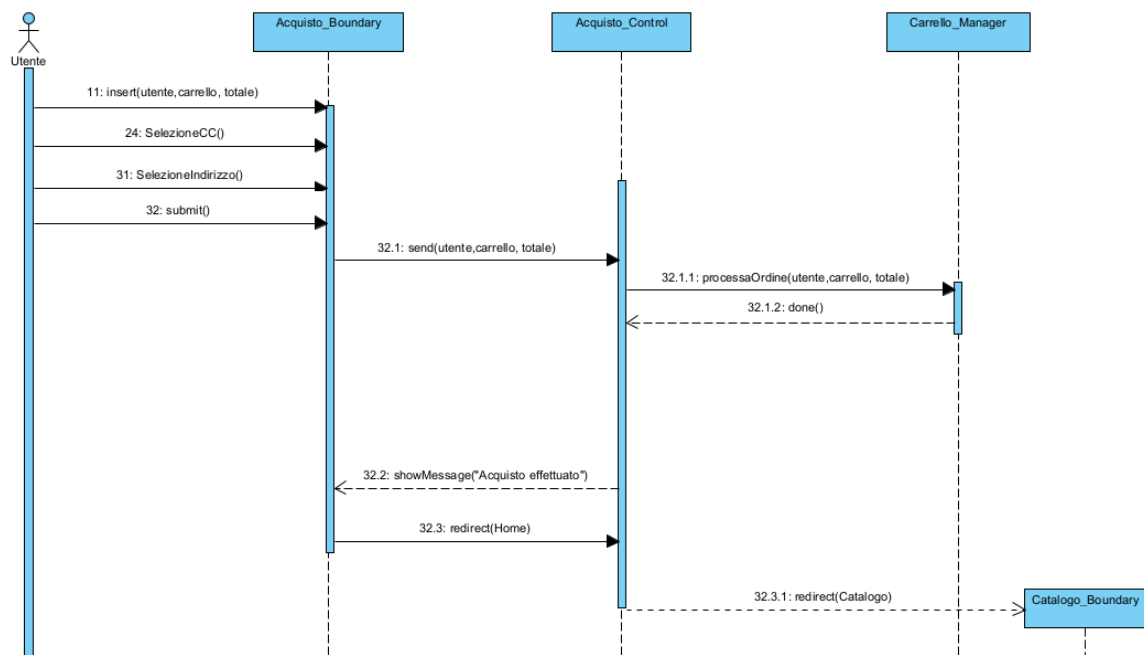 Utente
Acquisto_Boundary
Acquisto_Control
Carrello_Manager
11: insert(utente,carrello, totale)
24: SelezioneCC()
31: SelezioneIndirizzo()
32: submit()
32.1: send(utente,carrello, totale)
32.1.1: processaOrdine(utente,carrello, totale)
32.1.2: done()
32.2: showMessage("Acquisto effettuato")
32.3: redirect(Home)
32.3.1: redirect(Catalogo)
Catalogo_Boundary